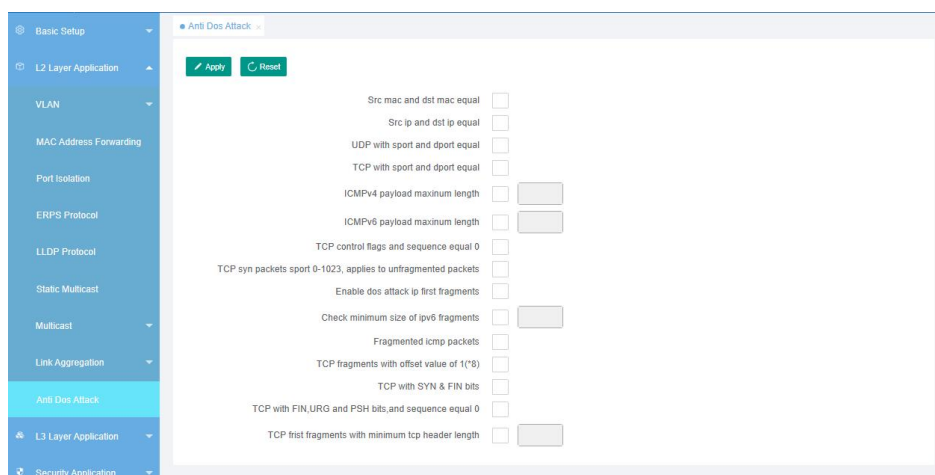 Basic Setup
L2 Layer Application
VLAN
MAC Address Forwarding
Port Isolation
ERPS Protocol
LLDP Protocol
Static Multicast
Multicast
Link Aggregation
Anti Dos Attack
L3 Layer Application
Security Application
Anti Dos Attack ×
Apply Reset
Src mac and dst mac equal
Src ip and dst ip equal
UDP with sport and dport equal
TCP with sport and dport equal
ICMPv4 payload maxinum length
ICMPv6 payload maxinum length
TCP control flags and sequence equal 0
TCP syn packets sport 0-1023, applies to unfragmented packets
Enable dos attack ip first fragments
Check minimum size of ipv6 fragments
Fragmented icmp packets
TCP fragments with offset value of 1(*8)
TCP with SYN & FIN bits
TCP with FIN,URG and PSH bits,and sequence equal 0
TCP frist fragments with minimum tcp header length